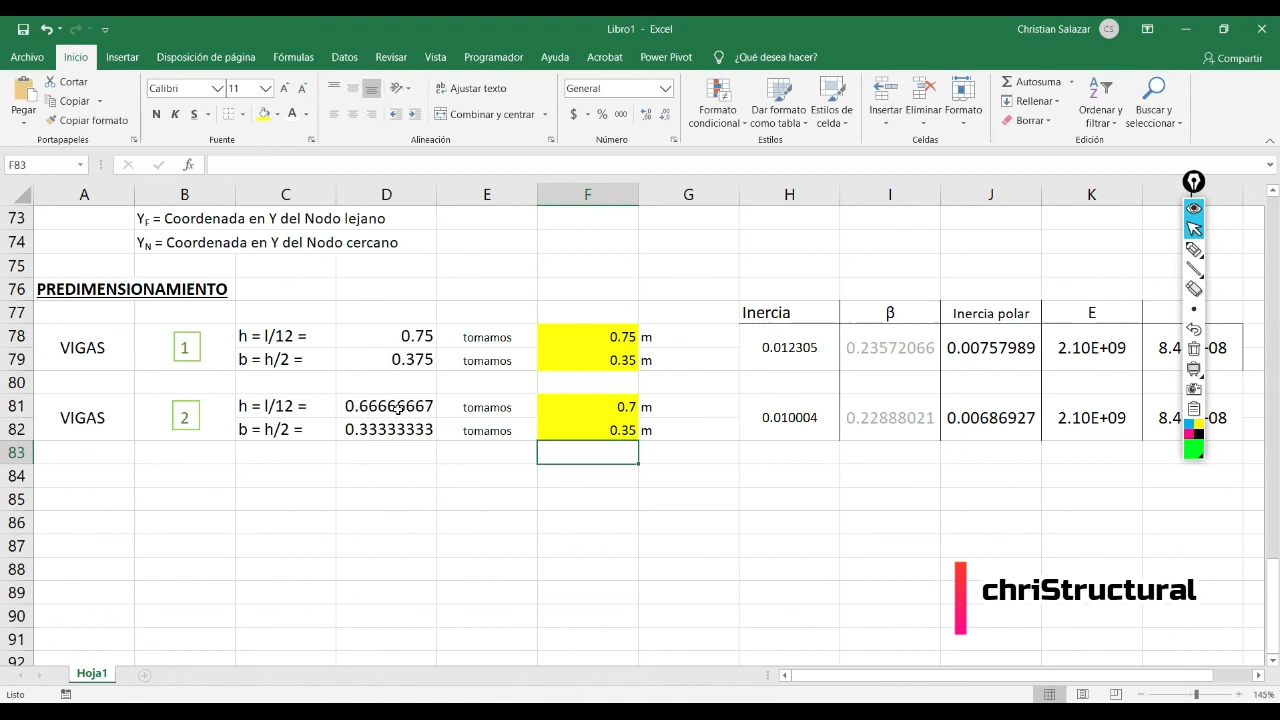 Libro1 - Excel
Christian Salazar CS
Archivo Inicio Insertar Disposición de página Fórmulas Datos Revisar Vista Programador Ayuda Acrobat Power Pivot ¿Qué desea hacer? Compartir
Pegar
Cortar
Copiar
Copiar formato
Portapapeles
Calibri 11
N K S
Fuente
Ajustar texto
Combinar y centrar
Alineación
General
$ % 000
Número
Formato condicional
Dar formato como tabla
Estilos de celda
Estilos
Insertar Eliminar Formato
Celdas
Autosuma
Rellenar
Borrar
Ordenar y filtrar
Buscar y seleccionar
Edición
F83 fx
A B C D E F G H I J K
73 YF = Coordenada en Y del Nodo lejano
74 YN = Coordenada en Y del Nodo cercano
75
76 PREDIMENSIONAMIENTO
77 Inercia β Inercia polar E
78 h = l/12 = 0.75 tomamos 0.75 m
VIGAS 1 0.012305 0.23572066 0.00757989 2.10E+09
79 b = h/2 = 0.375 tomamos 0.35 m
80
81 h = l/12 = 0.66666667 tomamos 0.7 m
VIGAS 2 0.010004 0.22888021 0.00686927 2.10E+09
82 b = h/2 = 0.33333333 tomamos 0.35 m
83
84
85
86
87
88
89
90
91
92
chriStructural
Hoja1
Listo 145%